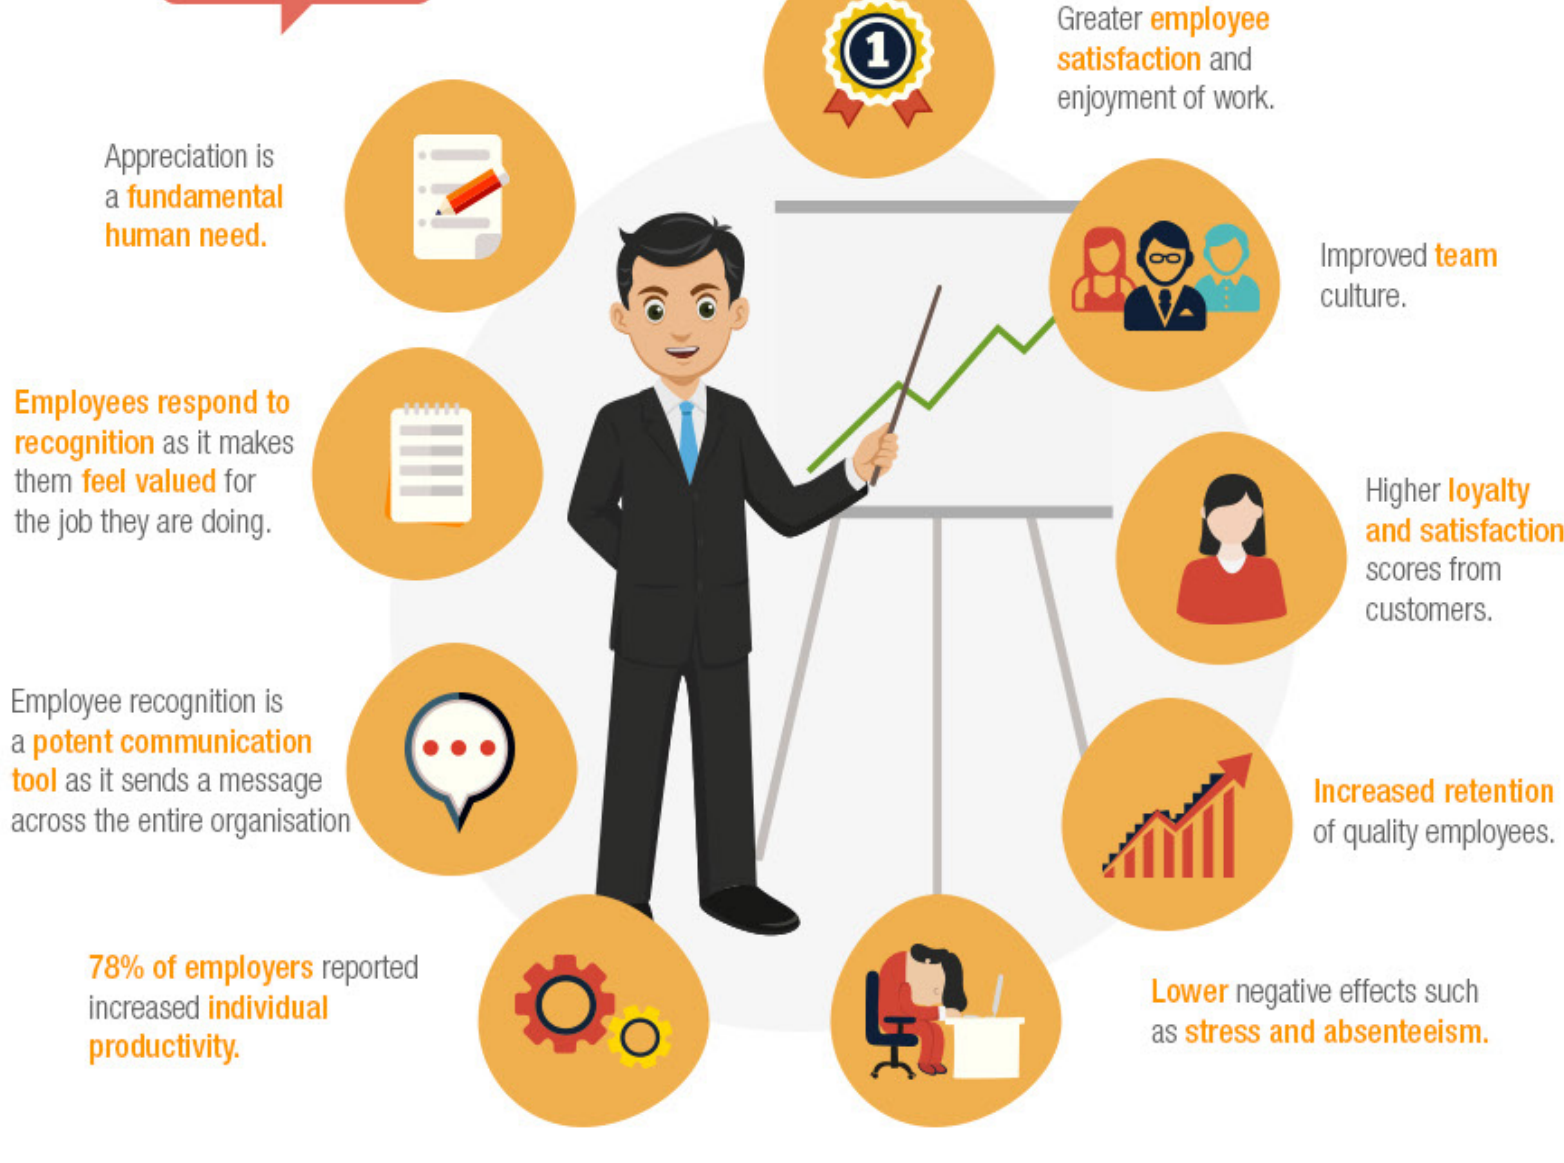 Greater employee
satisfaction and
enjoyment of work.
1
Appreciation is
a fundamental
human need.
Improved team
culture.
Employees respond to
recognition as it makes
them feel valued for
the job they are doing.
Higher loyalty
and satisfaction
scores from
customers.
Employee recognition is
a potent communication
tool as it sends a message
across the entire organisation
Increased retention
of quality employees.
78% of employers reported
increased individual
productivity.
Lower negative effects such
as stress and absenteeism.